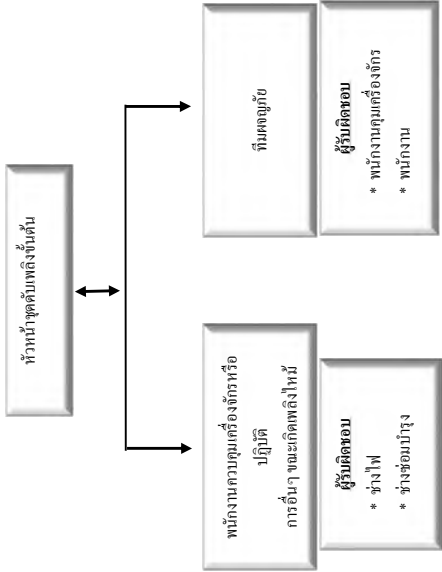 หัวหน้าชุดดับเพลิงขั้นต้น
พนักงานควบคุมเครื่องจักรหรือ
ปฏิบัติ
การอื่นๆ ขณะเกิดเพลิงไหม้
ผู้รับผิดชอบ
* ช่างไฟ
* ช่างซ่อมบำรุง
ทีมผจญภัย
ผู้รับผิดชอบ
* พนักงานคุมเครื่องจักร
* พนักงาน